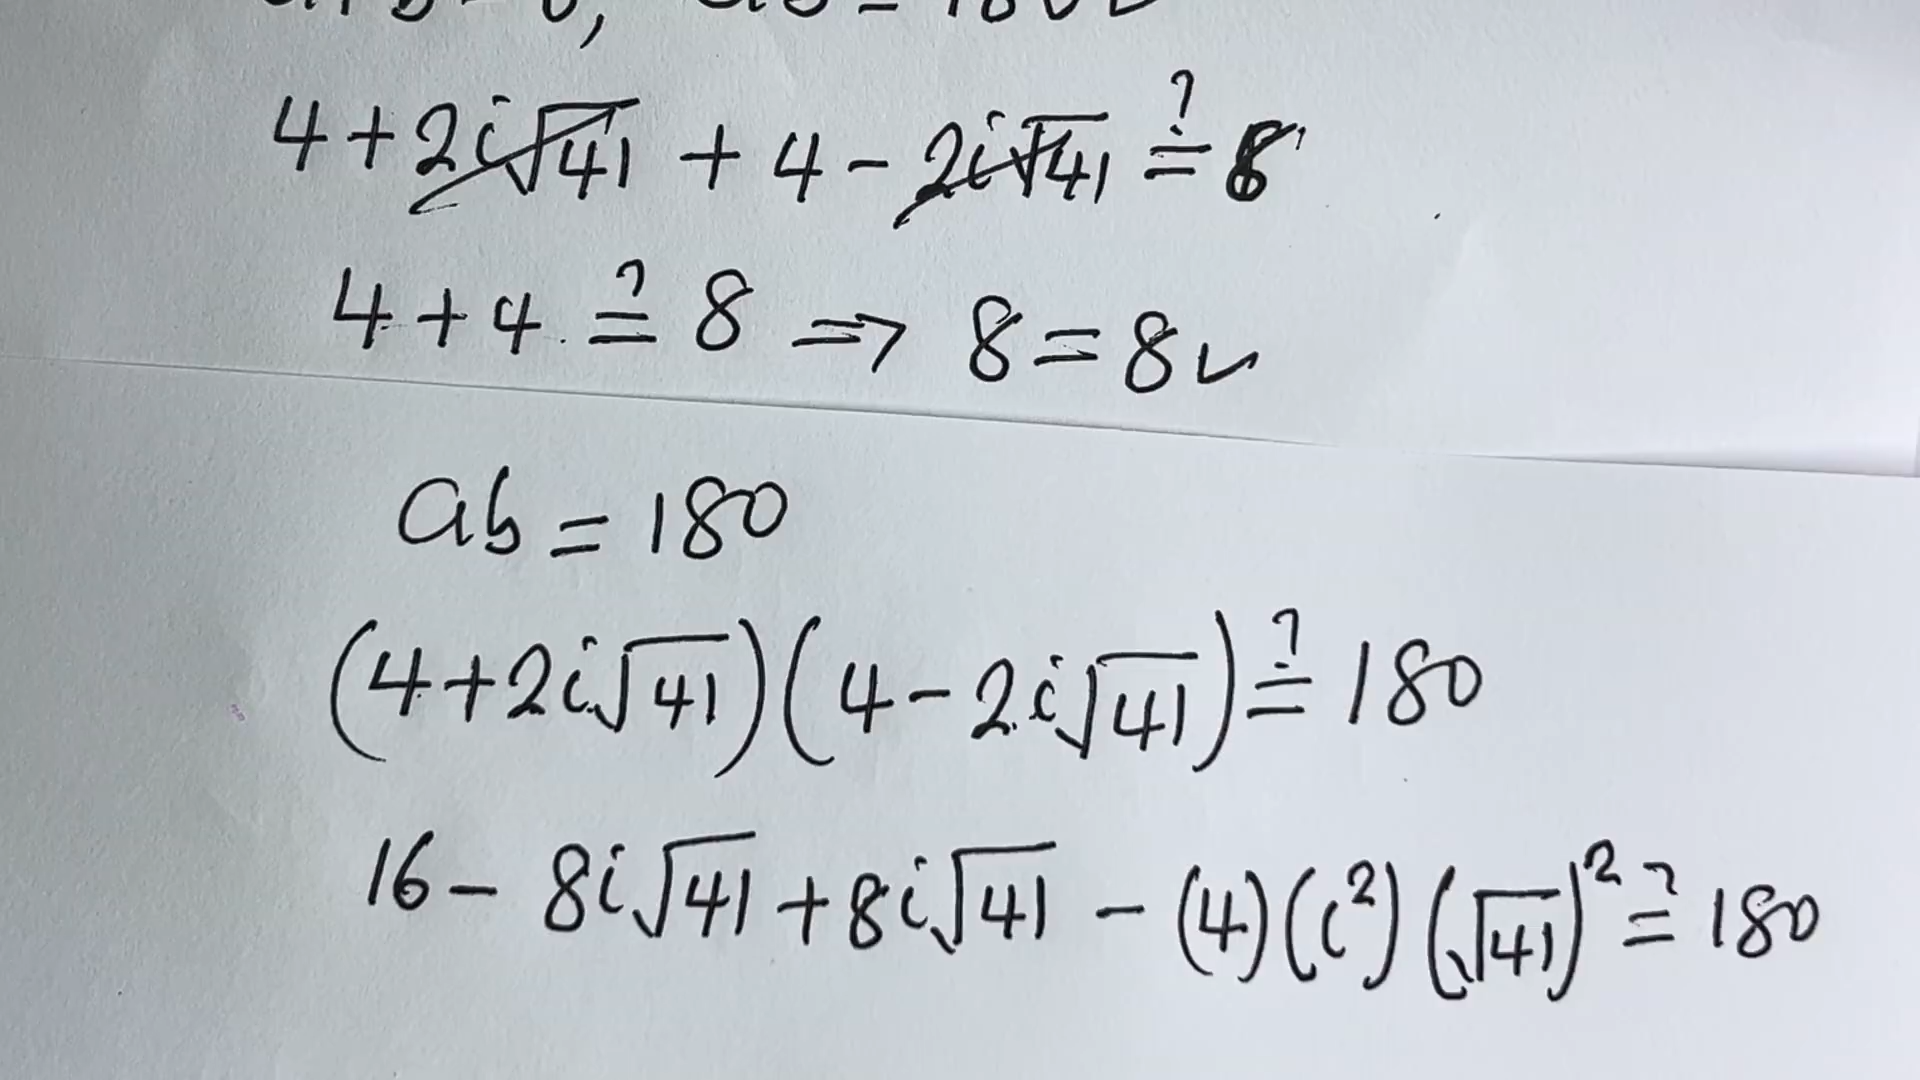 4+2i√41 + 4-2i√41 ≟ 8
4+4 ≟ 8 ⇒ 8=8✓
ab=180
(4+2i√41)(4-2i√41) ≟ 180
16-8i√41+8i√41-(4)(i²)(√41)² ≟ 180